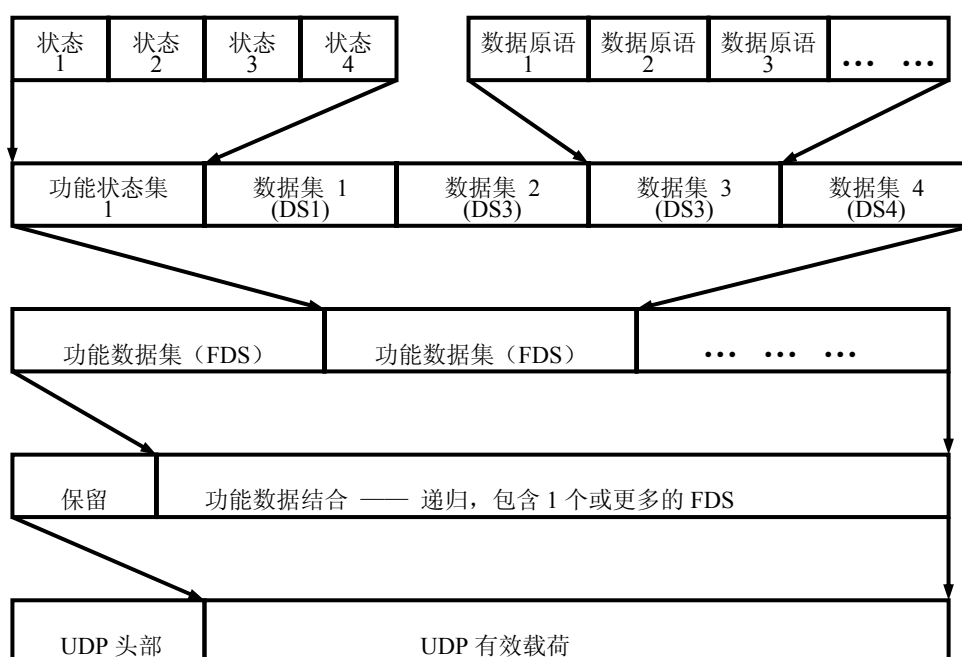 状态 状态 状态 状态 数据原语 数据原语 数据原语
1 2 3 4 1 2 3 … …
功能状态集 数据集 1 数据集 2 数据集 3 数据集 4
1 (DS1) (DS3) (DS3) (DS4)
功能数据集（FDS） 功能数据集（FDS） … … …
保留 功能数据结合 —— 递归，包含 1 个或更多的 FDS
UDP 头部 UDP 有效载荷